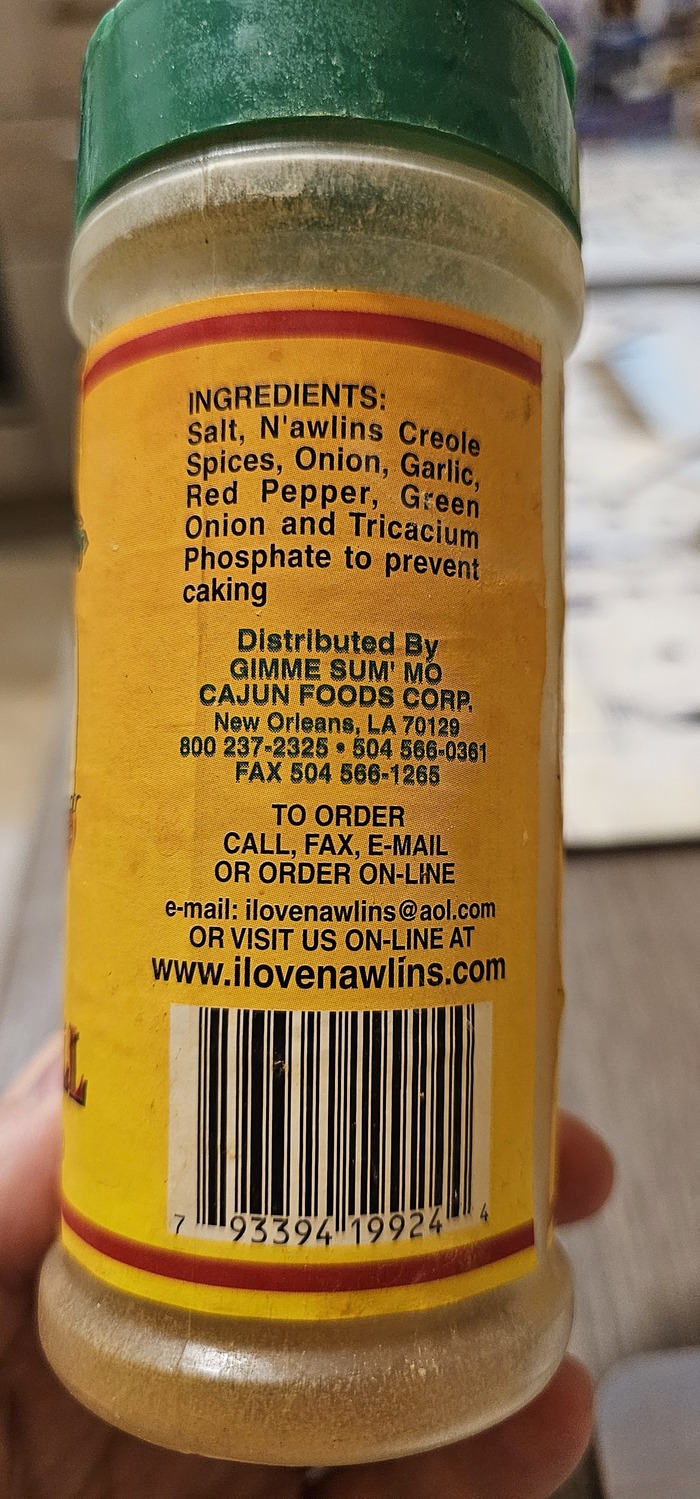 INGREDIENTS:
Salt, N'awlins Creole
Spices, Onion, Garlic,
Red Pepper, Green
Onion and Tricacium
Phosphate to prevent
caking
Distributed By
GIMME SUM' MO
CAJUN FOODS CORP.
New Orleans, LA 70129
800 237-2325 • 504 566-0361
FAX 504 566-1265
TO ORDER
CALL, FAX, E-MAIL
OR ORDER ON-LINE
e-mail: ilovenawlins@aol.com
OR VISIT US ON-LINE AT
www.ilovenawlins.com
7 93394 19924 4